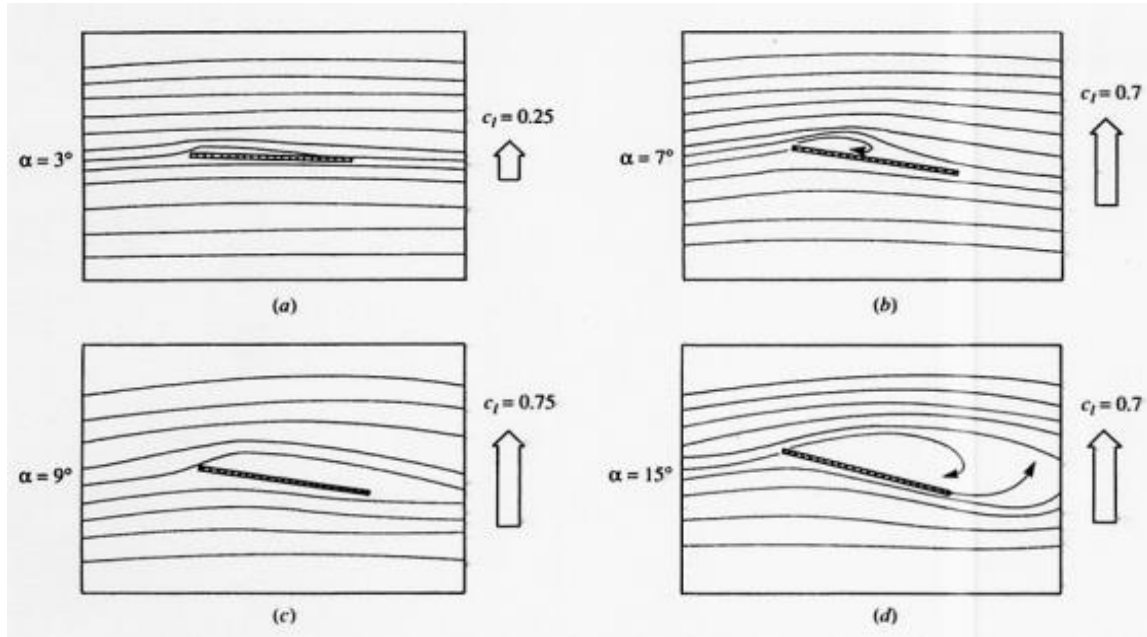 α = 3°
c_l = 0.25
(a)
α = 7°
c_l = 0.7
(b)
α = 9°
c_l = 0.75
(c)
α = 15°
c_l = 0.7
(d)